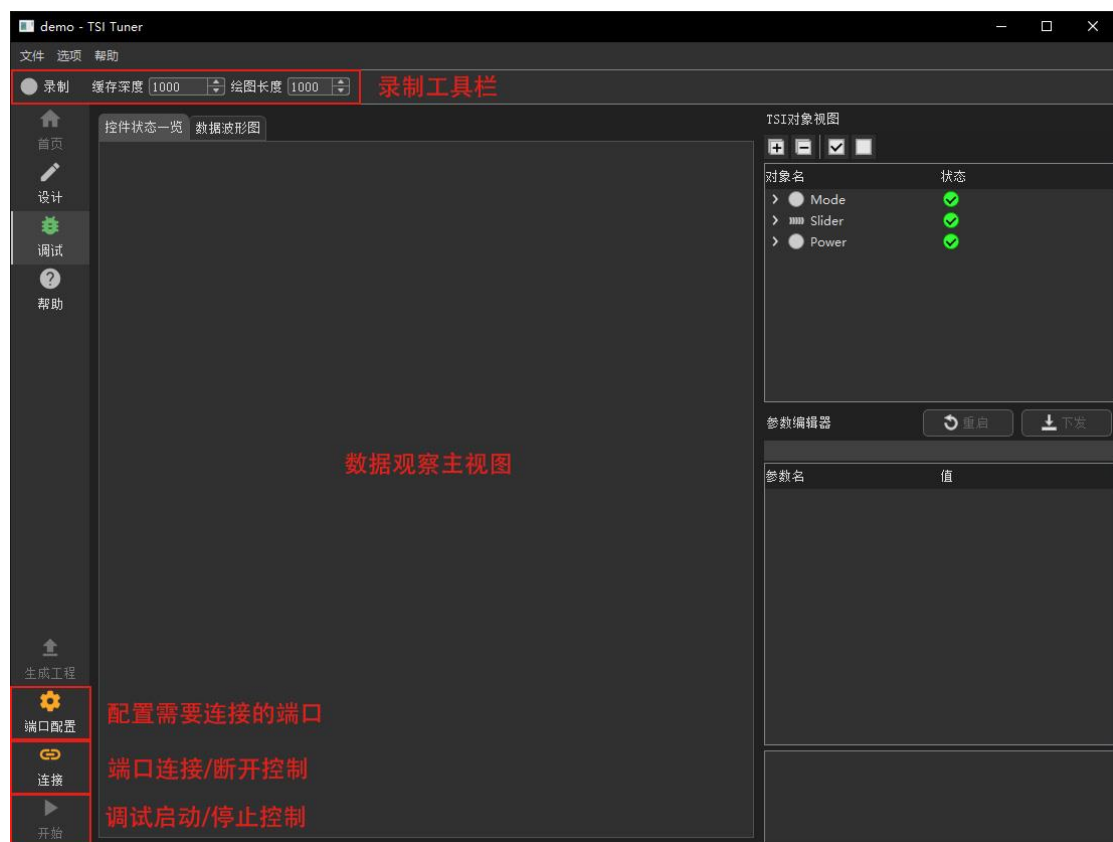 demo - TSI Tuner
文件 选项 帮助
录制 缓存深度 1000 绘图长度 1000 录制工具栏
首页
设计
调试
帮助
生成工程
端口配置
连接
开始
控件状态一览 数据波形图
数据观察主视图
配置需要连接的端口
端口连接/断开控制
调试启动/停止控制
TSI对象视图
对象名 状态
Mode
Slider
Power
参数编辑器 重启 下发
参数名 值